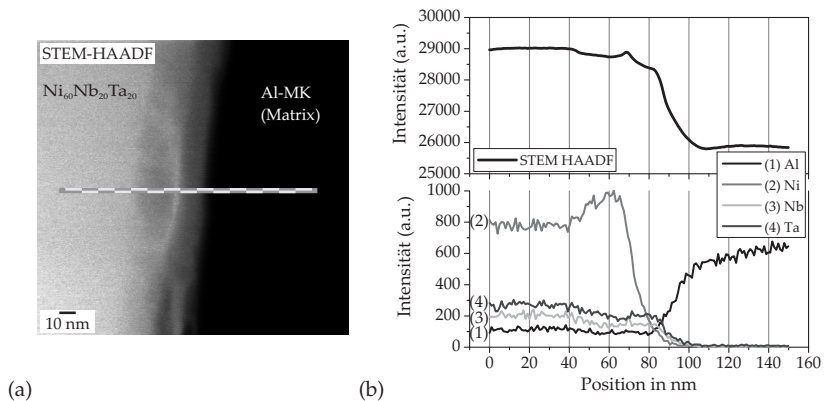 STEM-HAADF
Ni₆₀Nb₂₀Ta₂₀
Al-MK
(Matrix)
10 nm
(a)
(b)
30000
29000
28000
27000
26000
25000
Intensität (a.u.)
STEM HAADF
(1) Al
(2) Ni
(3) Nb
(4) Ta
1000
800
600
400
200
0
Intensität (a.u.)
(2)
(4)
(3)
(1)
0 20 40 60 80 100 120 140 160
Position in nm